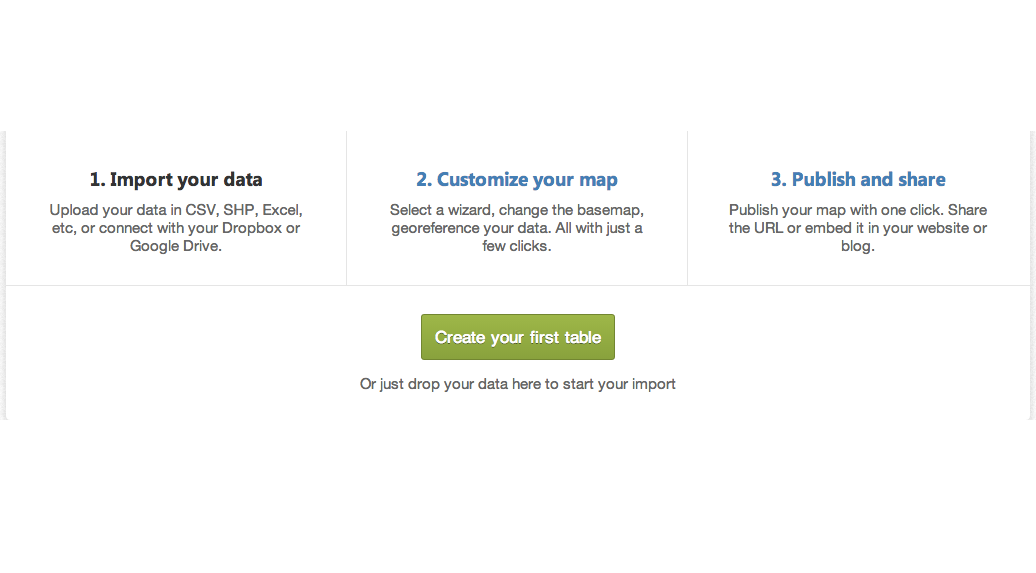 1. Import your data
Upload your data in CSV, SHP, Excel,
etc, or connect with your Dropbox or
Google Drive.
2. Customize your map
Select a wizard, change the basemap,
georeference your data. All with just a
few clicks.
3. Publish and share
Publish your map with one click. Share
the URL or embed it in your website or
blog.
Create your first table
Or just drop your data here to start your import